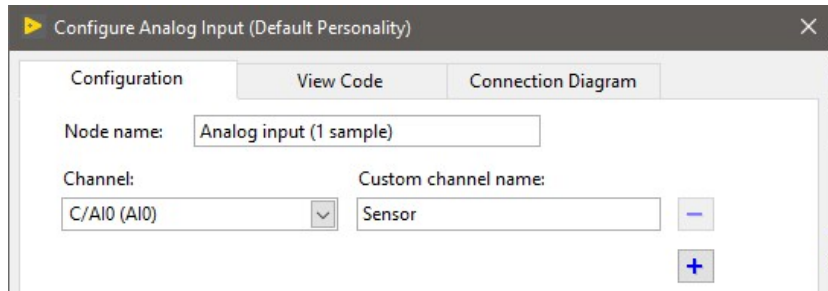 Configure Analog Input (Default Personality)
Configuration View Code Connection Diagram
Node name: Analog input (1 sample)
Channel: Custom channel name:
C/AI0 (AI0) Sensor